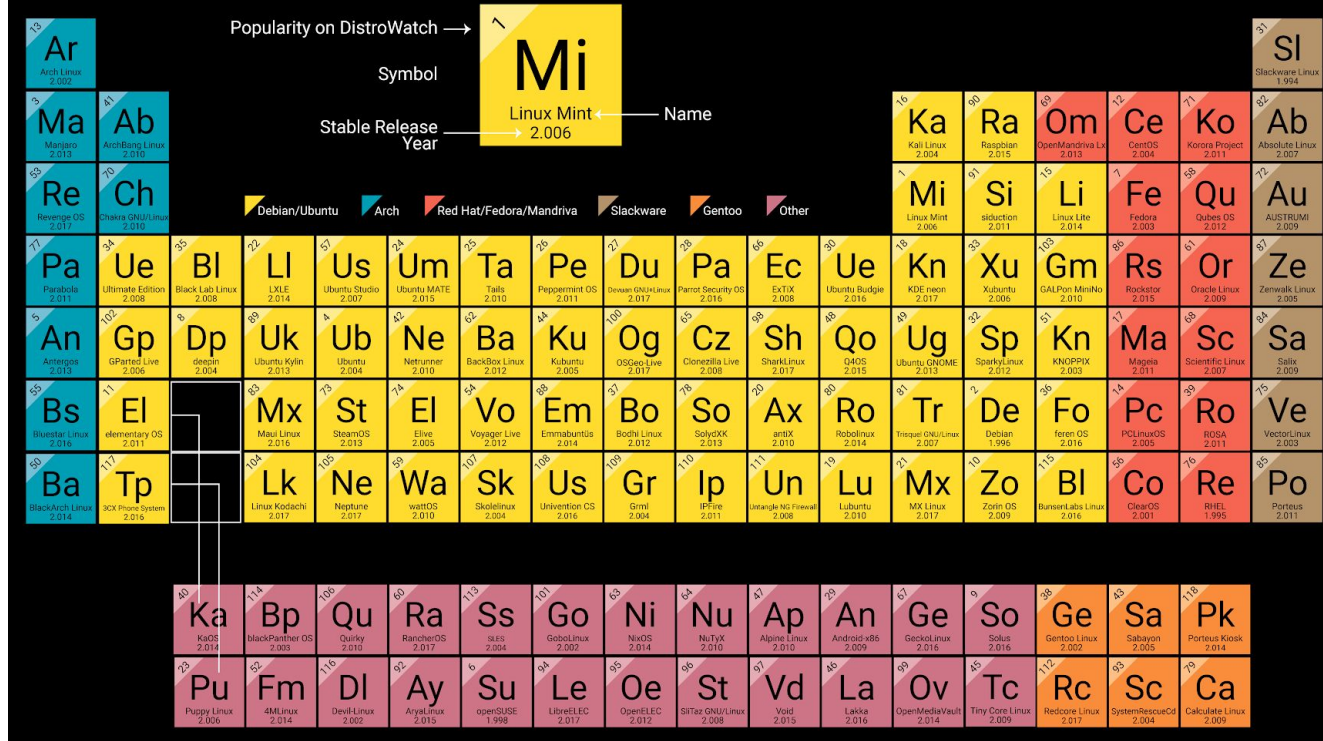 Popularity on DistroWatch
Symbol
Stable Release
Year
1
Mi
Linux Mint
2.006
Name
Debian/Ubuntu Arch Red Hat/Fedora/Mandriva Slackware Gentoo Other
13 31
Ar Sl
Arch Linux Slackware Linux
2.002 1.994
3 41 16 90 69 12 71 82
Ma Ab Ka Ra Om Ce Ko Ab
Manjaro ArchBang Linux Kali Linux Raspbian OpenMandriva Lx CentOS Korora Project Absolute Linux
2.013 2.010 2.004 2.015 2.013 2.004 2.011 2.007
53 70 1 91 15 7 58 72
Re Ch Mi Si Li Fe Qu Au
Revenge OS Chakra GNU/Linux Linux Mint siduction Linux Lite Fedora Qubes OS AUSTRUMI
2.017 2.010 2.006 2.011 2.014 2.003 2.012 2.009
77 34 35 22 57 24 25 26 27 28 66 30 18 33 103 86 61 87
Pa Ue Bl Ll Us Um Ta Pe Du Pa Ec Ue Kn Xu Gm Rs Or Ze
Parabola Ultimate Edition Black Lab Linux LXLE Ubuntu Studio Ubuntu MATE Tails Peppermint OS Devuan GNU+Linux Parrot Security OS ExTiX Ubuntu Budgie KDE neon Xubuntu GALPon MiniNo Rockstor Oracle Linux Zenwalk Linux
2.011 2.008 2.008 2.014 2.007 2.015 2.010 2.011 2.017 2.016 2.008 2.016 2.017 2.006 2.010 2.015 2.009 2.005
5 102 8 89 4 42 62 44 100 65 98 48 49 32 51 17 68 84
An Gp Dp Uk Ub Ne Ba Ku Og Cz Sh Qo Ug Sp Kn Ma Sc Sa
Antergos GParted Live deepin Ubuntu Kylin Ubuntu Netrunner BackBox Linux Kubuntu OSGeo-Live Clonezilla Live SharkLinux Q4OS Ubuntu GNOME SparkyLinux KNOPPIX Mageia Scientific Linux Salix
2.013 2.006 2.004 2.013 2.004 2.010 2.012 2.005 2.017 2.008 2.017 2.015 2.013 2.012 2.003 2.011 2.007 2.009
55 11 83 73 74 54 88 37 78 20 80 81 2 36 14 39 75
Bs El Mx St El Vo Em Bo So Ax Ro Tr De Fo Pc Ro Ve
Bluestar Linux elementary OS Maui Linux SteamOS Elive Voyager Live Emmabuntüs Bodhi Linux SolydXK antiX Robolinux Trisquel GNU/Linux Debian feren OS PCLinuxOS ROSA VectorLinux
2.016 2.011 2.016 2.013 2.005 2.012 2.014 2.012 2.013 2.007 2.014 2.007 1.996 2.016 2.005 2.011 2.003
50 117 104 105 59 107 108 109 110 111 19 21 10 115 56 76 85
Ba Tp Lk Ne Wa Sk Us Gr Ip Un Lu Mx Zo Bl Co Re Po
BlackArch Linux 3CX Phone System Linux Kodachi Neptune wattOS Skolelinux Univention CS Grml IPFire Untangle NG Firewall Lubuntu MX Linux Zorin OS BunsenLabs Linux ClearOS RHEL Porteus
2.014 2.016 2.017 2.017 2.010 2.004 2.016 2.004 2.011 2.008 2.010 2.017 2.009 2.016 2.001 1.995 2.011
40 114 106 60 113 101 63 64 47 29 67 9 38 43 118
Ka Bp Qu Ra Ss Go Ni Nu Ap An Ge So Ge Sa Pk
KaOS blackPanther OS Quirky RancherOS SLES GoboLinux NixOS NuTyX Alpine Linux Android-x86 GeckoLinux Solus Gentoo Linux Sabayon Porteus Kiosk
2.014 2.003 2.010 2.017 2.004 2.002 2.014 2.010 2.010 2.009 2.016 2.016 2.002 2.005 2.014
23 52 116 92 6 94 95 96 97 46 99 45 112 93 79
Pu Fm Dl Ay Su Le Oe St Vd La Ov Tc Rc Sc Ca
Puppy Linux 4MLinux Devil-Linux AryaLinux openSUSE LibreELEC OpenELEC SliTaz GNU/Linux Void Lakka OpenMediaVault Tiny Core Linux Redcore Linux SystemRescueCd Calculate Linux
2.006 2.014 2.002 2.015 1.998 2.017 2.012 2.008 2.015 2.016 2.014 2.009 2.017 2.004 2.009